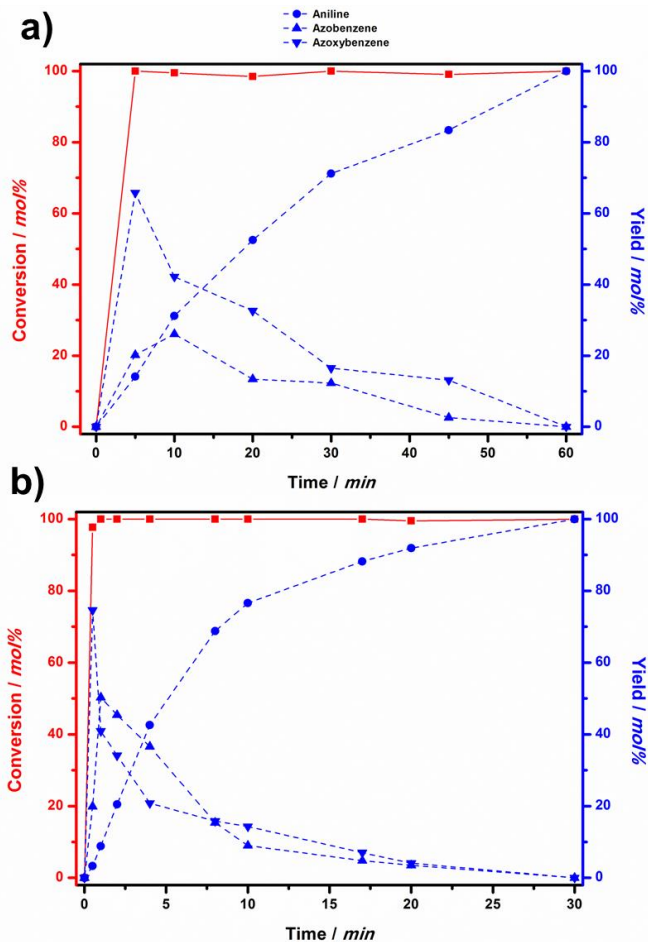 Aniline
Azobenzene
Azoxybenzene
a)
100 100
80 80
60 60
40 40
20 20
0 0
Conversion / mol%
Yield / mol%
0 10 20 30 40 50 60
Time / min
b)
100 100
80 80
60 60
40 40
20 20
0 0
Conversion / mol%
Yield / mol%
0 5 10 15 20 25 30
Time / min